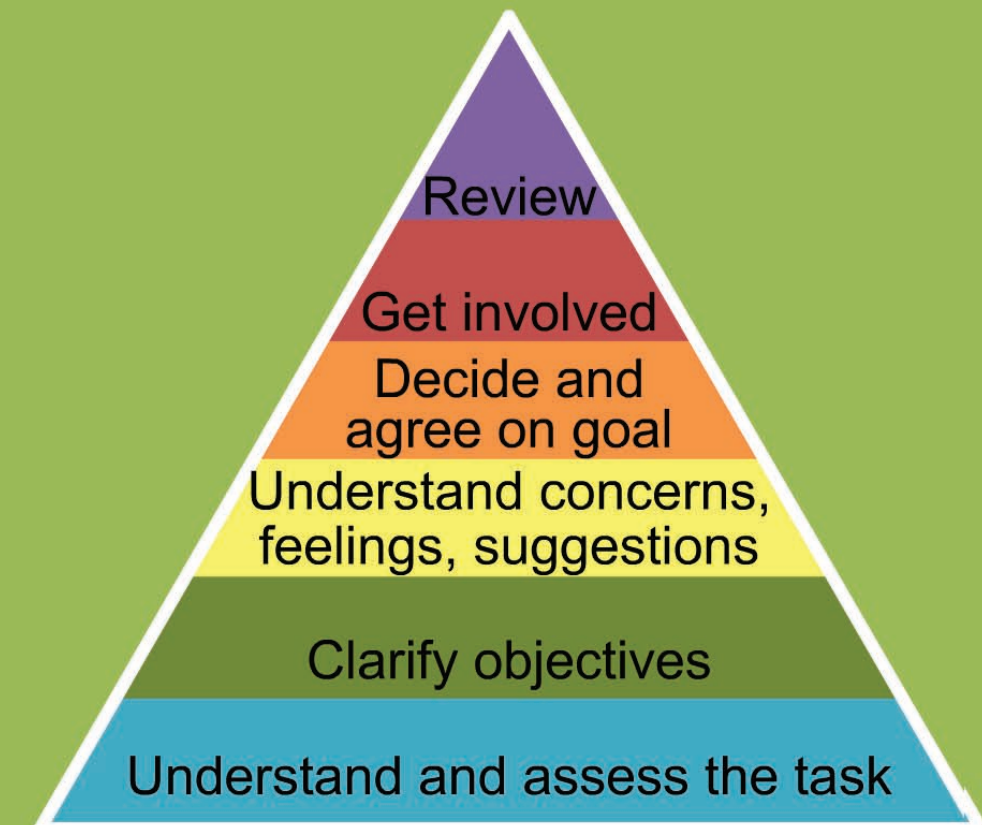 Review
Get involved
Decide and
agree on goal
Understand concerns,
feelings, suggestions
Clarify objectives
Understand and assess the task